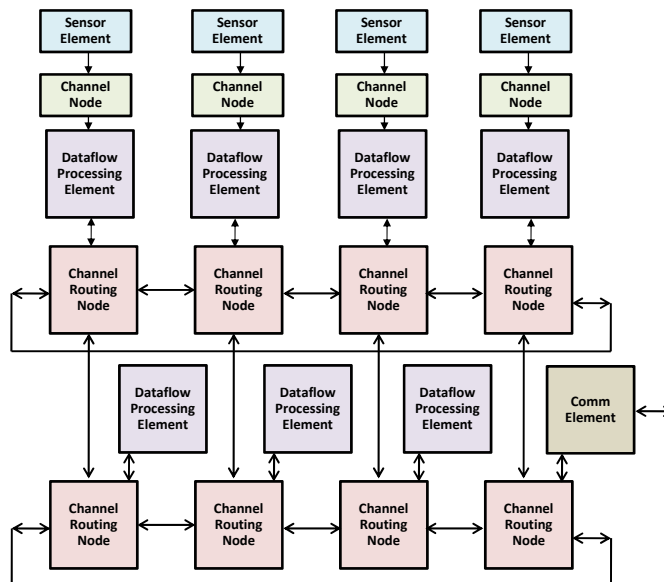 Sensor
Element
Sensor
Element
Sensor
Element
Sensor
Element
Channel
Node
Channel
Node
Channel
Node
Channel
Node
Dataflow
Processing
Element
Dataflow
Processing
Element
Dataflow
Processing
Element
Dataflow
Processing
Element
Channel
Routing
Node
Channel
Routing
Node
Channel
Routing
Node
Channel
Routing
Node
Dataflow
Processing
Element
Dataflow
Processing
Element
Dataflow
Processing
Element
Comm
Element
Channel
Routing
Node
Channel
Routing
Node
Channel
Routing
Node
Channel
Routing
Node